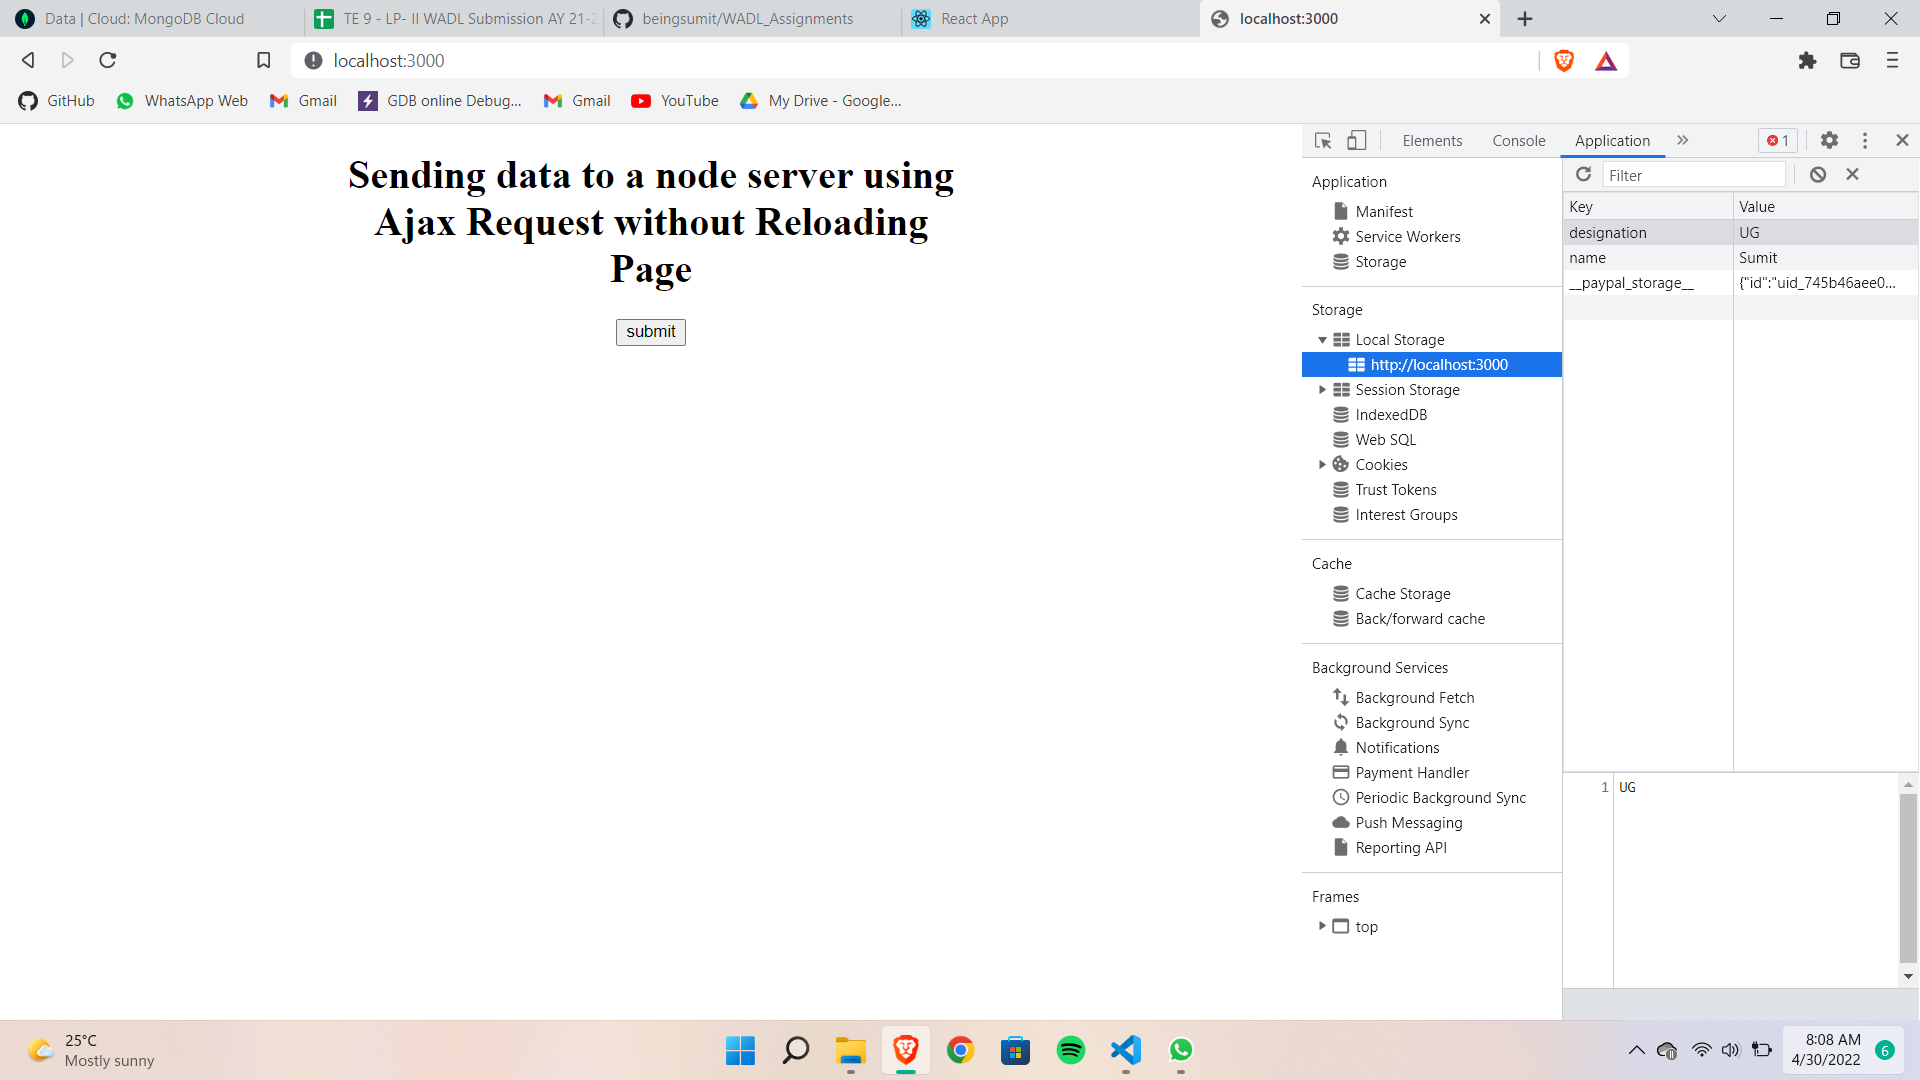 Data | Cloud: MongoDB Cloud
TE 9 - LP- II WADL Submission AY 21-2
beingsumit/WADL_Assignments
React App
localhost:3000
localhost:3000
GitHub
WhatsApp Web
Gmail
GDB online Debug...
Gmail
YouTube
My Drive - Google...
Sending data to a node server using
Ajax Request without Reloading
Page
submit
Elements
Console
Application
1
Application
Manifest
Service Workers
Storage
Storage
Local Storage
http://localhost:3000
Session Storage
IndexedDB
Web SQL
Cookies
Trust Tokens
Interest Groups
Cache
Cache Storage
Back/forward cache
Background Services
Background Fetch
Background Sync
Notifications
Payment Handler
Periodic Background Sync
Push Messaging
Reporting API
Frames
top
Filter
Key Value
designation UG
name Sumit
__paypal_storage__ {"id":"uid_745b46aee0...
1 UG
25°C
Mostly sunny
8:08 AM
4/30/2022
6